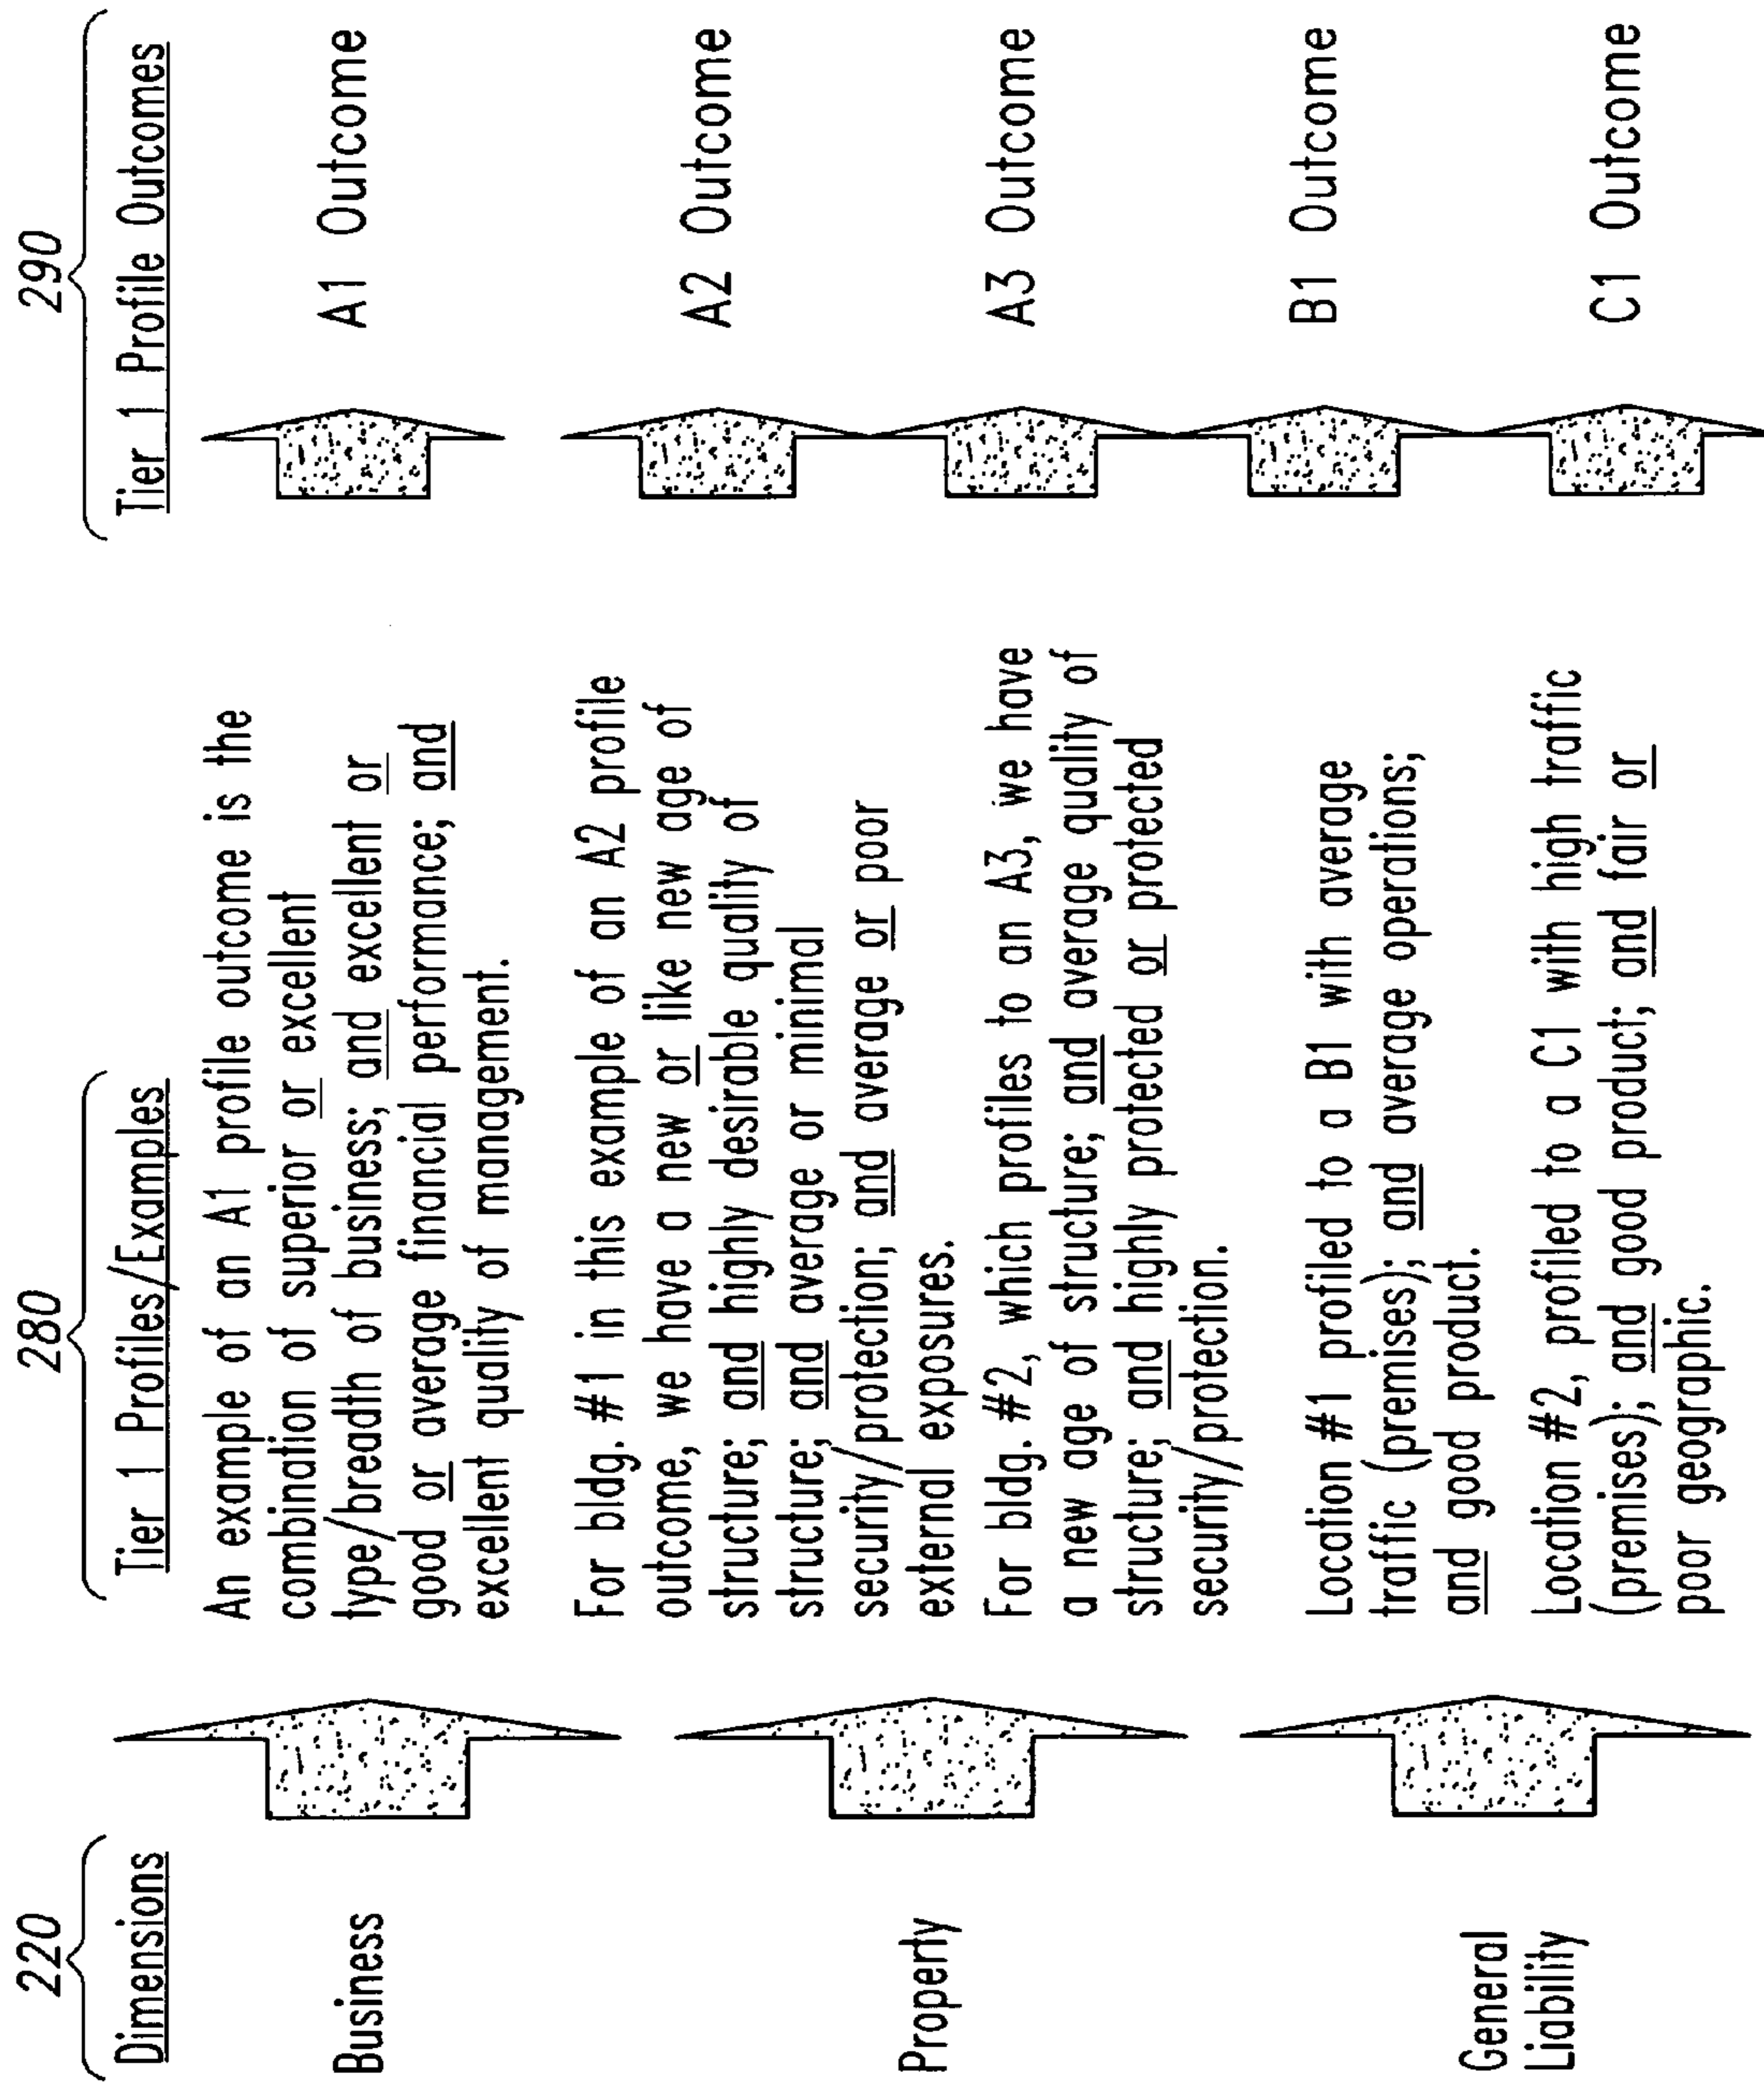 220
Dimensions
Business
Property
General
Liability
280
Tier 1 Profiles/Examples
An example of an A1 profile outcome is the
combination of superior or excellent
type/breadth of business; and excellent or
good or average financial performance; and
excellent quality of management.
For bldg. #1 in this example of an A2 profile
outcome, we have a new or like new age of
structure; and highly desirable quality of
structure; and average or minimal
security/protection; and average or poor
external exposures.
For bldg. #2, which profiles to an A3, we have
a new age of structure; and average quality of
structure; and highly protected or protected
security/protection.
Location #1 profiled to a B1 with average
traffic (premises); and average operations;
and good product.
Location #2, profiled to a C1 with high traffic
(premises); and good product; and fair or
poor geographic.
290
Tier 1 Profile Outcomes
A1 Outcome
A2 Outcome
A3 Outcome
B1 Outcome
C1 Outcome